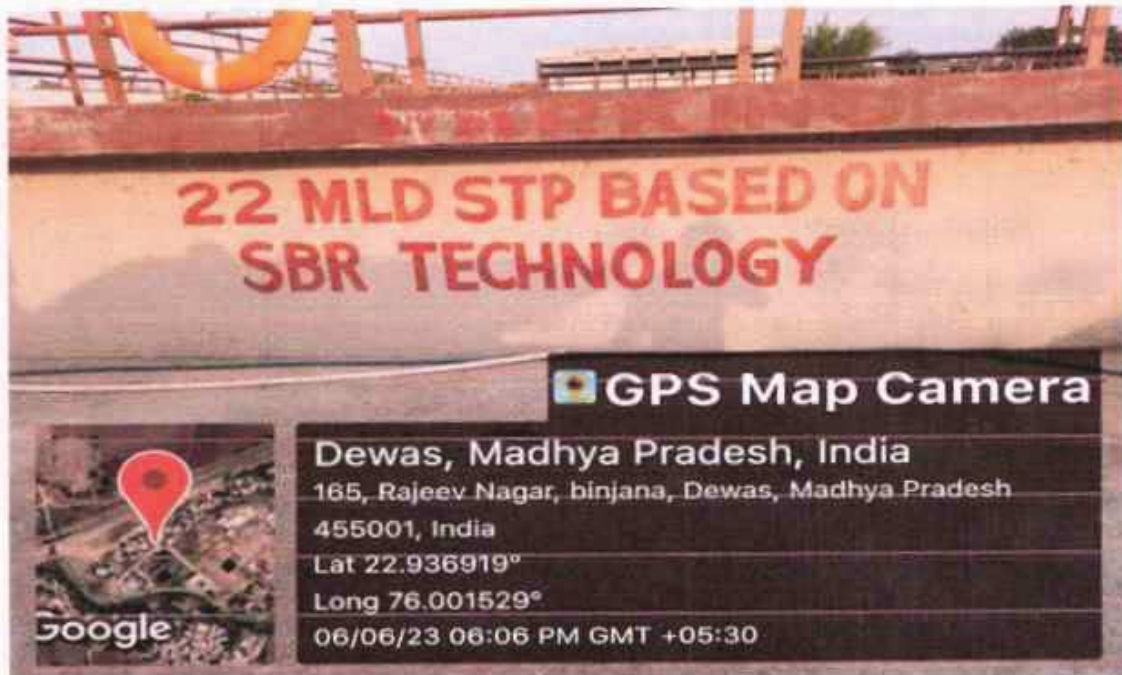 22 MLD STP BASED ON
SBR TECHNOLOGY
GPS Map Camera
Dewas, Madhya Pradesh, India
165, Rajeev Nagar, binjana, Dewas, Madhya Pradesh
455001, India
Lat 22.936919°
Long 76.001529°
06/06/23 06:06 PM GMT +05:30
Google